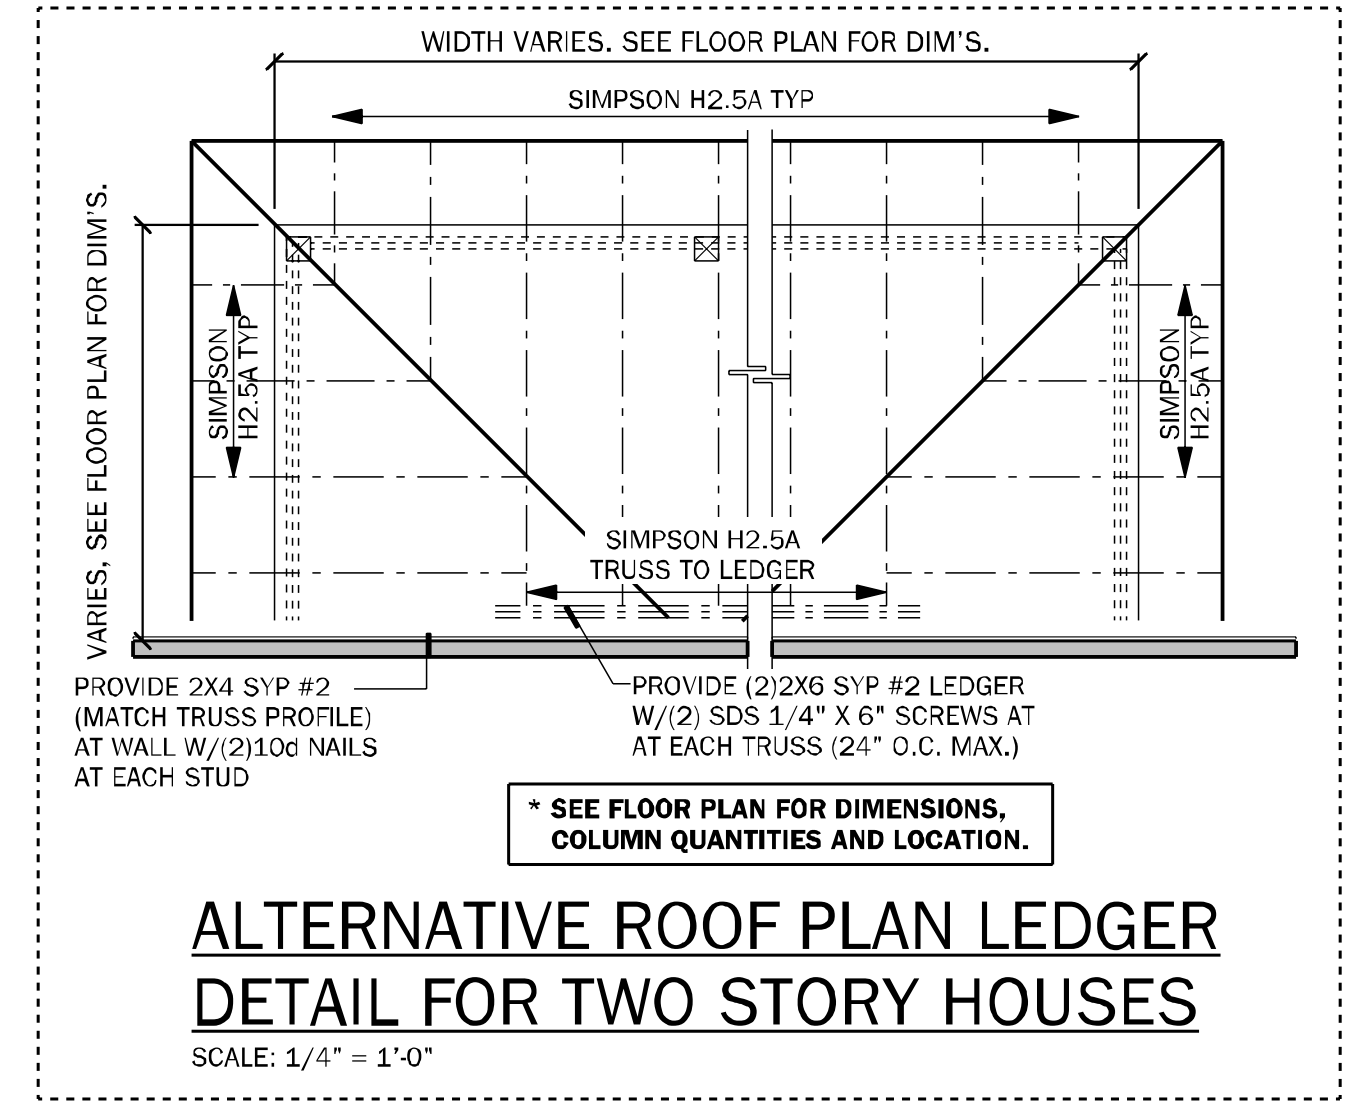 WIDTH VARIES. SEE FLOOR PLAN FOR DIM'S.
SIMPSON H2.5A TYP
VARIES, SEE FLOOR PLAN FOR DIM'S.
SIMPSON
H2.5A TYP
SIMPSON
H2.5A TYP
SIMPSON H2.5A
TRUSS TO LEDGER
PROVIDE 2X4 SYP #2
(MATCH TRUSS PROFILE)
AT WALL W/(2)10d NAILS
AT EACH STUD
PROVIDE (2)2X6 SYP #2 LEDGER
W/(2) SDS 1/4" X 6" SCREWS AT
AT EACH TRUSS (24" O.C. MAX.)
* SEE FLOOR PLAN FOR DIMENSIONS,
COLUMN QUANTITIES AND LOCATION.
ALTERNATIVE ROOF PLAN LEDGER
DETAIL FOR TWO STORY HOUSES
SCALE: 1/4" = 1'-0"